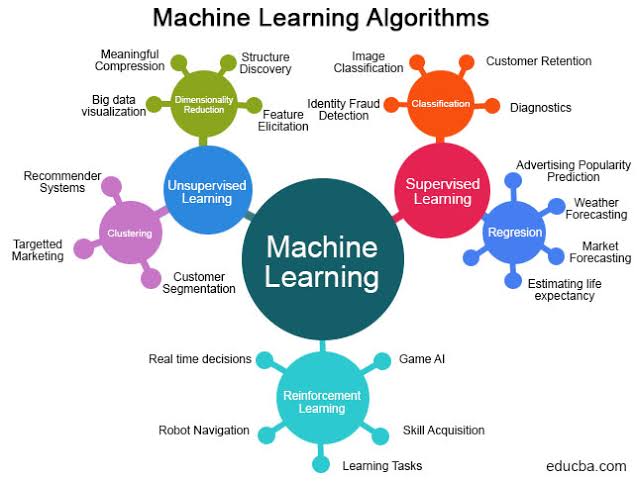 Machine Learning Algorithms
Meaningful
Compression
Structure
Discovery
Big data
visualization
Dimensionality
Reduction
Feature
Elicitation
Image
Classification
Customer Retention
Identity Fraud
Detection
Classification
Diagnostics
Recommender
Systems
Unsupervised
Learning
Clustering
Targetted
Marketing
Customer
Segmentation
Machine
Learning
Supervised
Learning
Advertising Popularity
Prediction
Weather
Forecasting
Regresion
Market
Forecasting
Estimating life
expectancy
Real time decisions
Game AI
Reinforcement
Learning
Robot Navigation
Skill Acquisition
Learning Tasks
educba.com